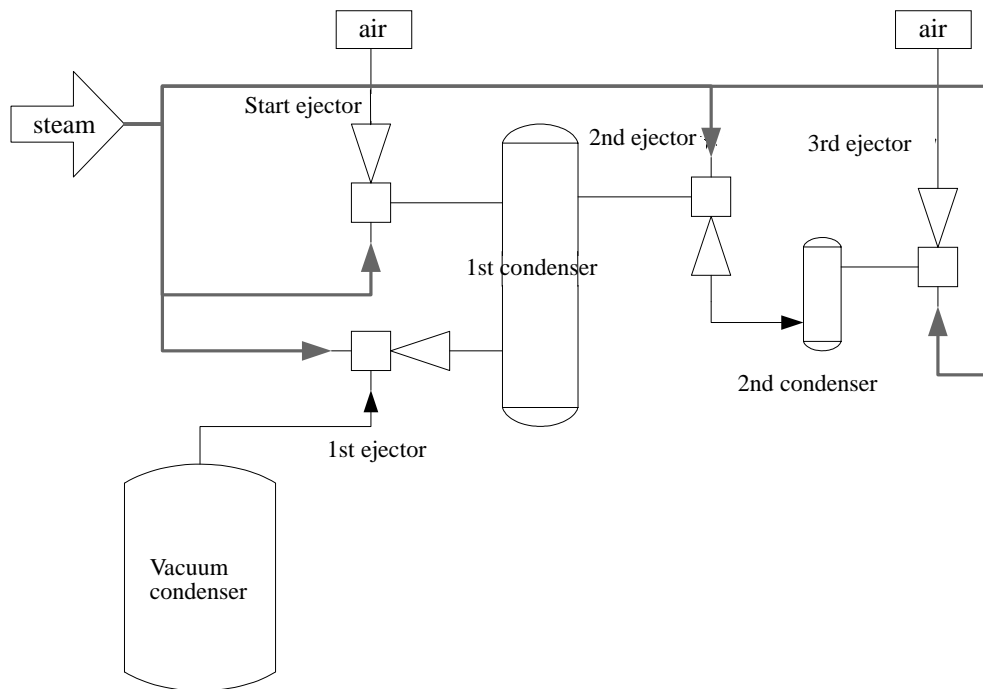 air
air
steam
Start ejector
2nd ejector
3rd ejector
1st condenser
2nd condenser
1st ejector
Vacuum
condenser